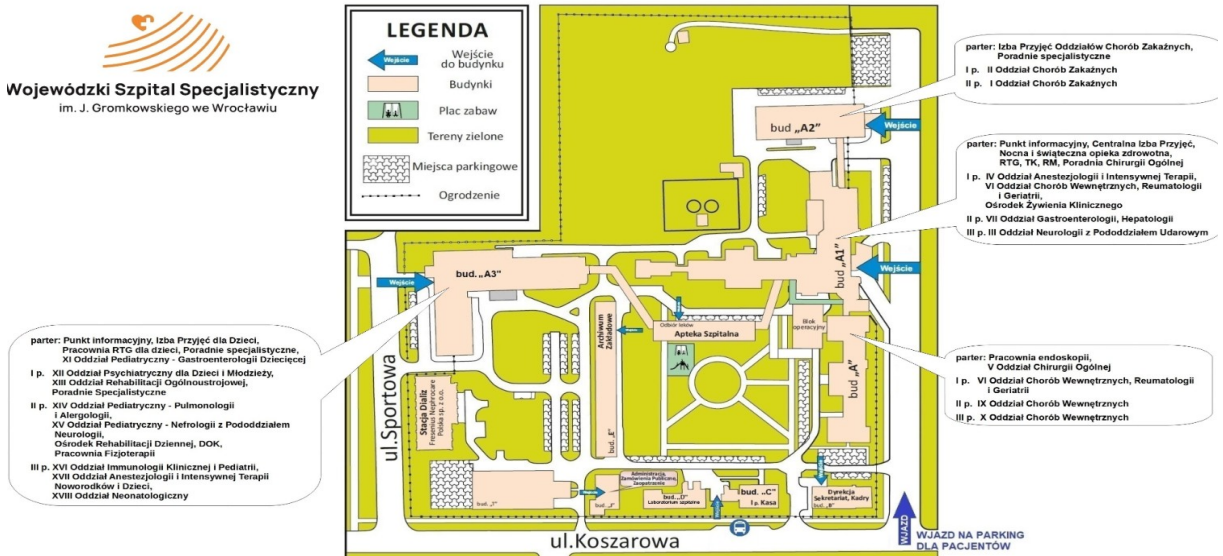 Wojewódzki Szpital Specjalistyczny
im. J. Gromkowskiego we Wrocławiu
LEGENDA
Wejście
Wejście
do budynku
Budynki
Plac zabaw
Tereny zielone
Miejsca parkingowe
Ogrodzenie
parter: Izba Przyjęć Oddziałów Chorób Zakaźnych,
Poradnie specjalistyczne
I p. II Oddział Chorób Zakaźnych
II p. I Oddział Chorób Zakaźnych
bud „A2”
Wejście
parter: Punkt informacyjny, Centralna Izba Przyjęć,
Nocna i świąteczna opieka zdrowotna,
RTG, TK, RM, Poradnia Chirurgii Ogólnej
I p. IV Oddział Anestezjologii i Intensywnej Terapii,
VI Oddział Chorób Wewnętrznych, Reumatologii
i Geriatrii,
Ośrodek Żywienia Klinicznego
II p. VII Oddział Gastroenterologii, Hepatologii
III p. III Oddział Neurologii z Pododdziałem Udarowym
bud „A1”
Wejście
bud. „A3”
Wejście
parter: Punkt informacyjny, Izba Przyjęć dla Dzieci,
Pracownia RTG dla dzieci, Poradnie specjalistyczne,
XI Oddział Pediatryczny - Gastroenterologii Dziecięcej
I p. XII Oddział Psychiatryczny dla Dzieci i Młodzieży,
XIII Oddział Rehabilitacji Ogólnoustrojowej,
Poradnie Specjalistyczne
II p. XIV Oddział Pediatryczny - Pulmonologii
i Alergologii,
XV Oddział Pediatryczny - Nefrologii z Pododdziałem
Neurologii,
Ośrodek Rehabilitacji Dziennej, DOK,
Pracownia Fizjoterapii
III p. XVI Oddział Immunologii Klinicznej i Pediatrii,
XVII Oddział Anestezjologii i Intensywnej Terapii
Noworodków i Dzieci,
XVIII Oddział Neonatologiczny
Odbiór leków
Apteka Szpitalna
Blok
operacyjny
Archiwum
Zakładowe
bud. „E”
bud „A”
parter: Pracownia endoskopii,
V Oddział Chirurgii Ogólnej
I p. VI Oddział Chorób Wewnętrznych, Reumatologii
i Geriatrii
II p. IX Oddział Chorób Wewnętrznych
III p. X Oddział Chorób Wewnętrznych
ul.Sportowa
Stacja Dializ
Fresenius Nephrocare
Polska sp. z o.o.
Administracja,
Zamówienia Publiczne,
Zaopatrzenie
bud. „D”
Laboratorium Szpitalne
bud. „C”
I p. Kasa
Dyrekcja
Sekretariat, Kadry
bud. „B”
ul.Koszarowa
WJAZD
WJAZD NA PARKING
DLA PACJENTÓW